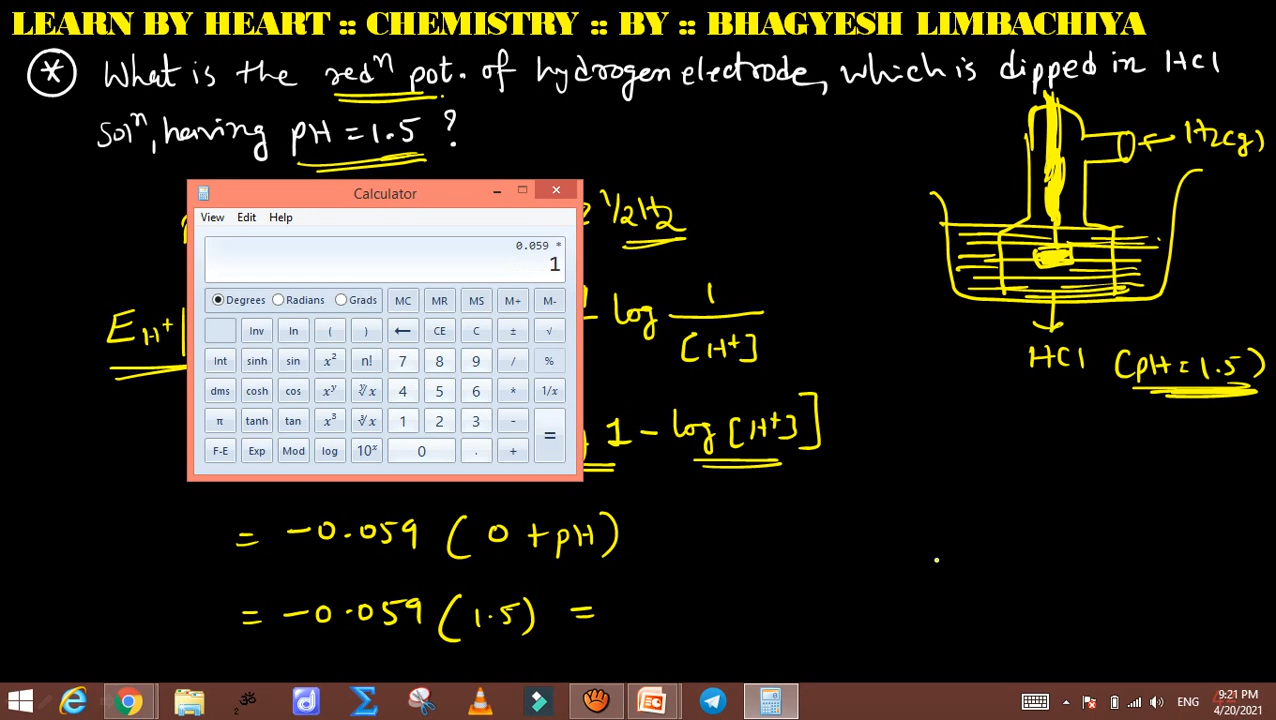 LEARN BY HEART :: CHEMISTRY :: BY :: BHAGYESH LIMBACHIYA
* What is the redⁿ pot. of hydrogen electrode, which is dipped in HCl
solⁿ, having pH = 1.5 ?
H2(g)
Calculator
View Edit Help
0.059 *
1
Degrees Radians Grads MC MR MS M+ M-
Inv ln ( ) ← CE C ± √
Int sinh sin x² n! 7 8 9 / %
dms cosh cos xʸ ʸ√x 4 5 6 * 1/x
π tanh tan x³ ³√x 1 2 3 - =
F-E Exp Mod log 10ˣ 0 . +
½H2
E H+|
- log 1/[H+]
HCl (pH = 1.5)
1 - log [H+]]
= -0.059 ( 0 + pH)
= -0.059 ( 1.5) =
ENG
9:21 PM
4/20/2021